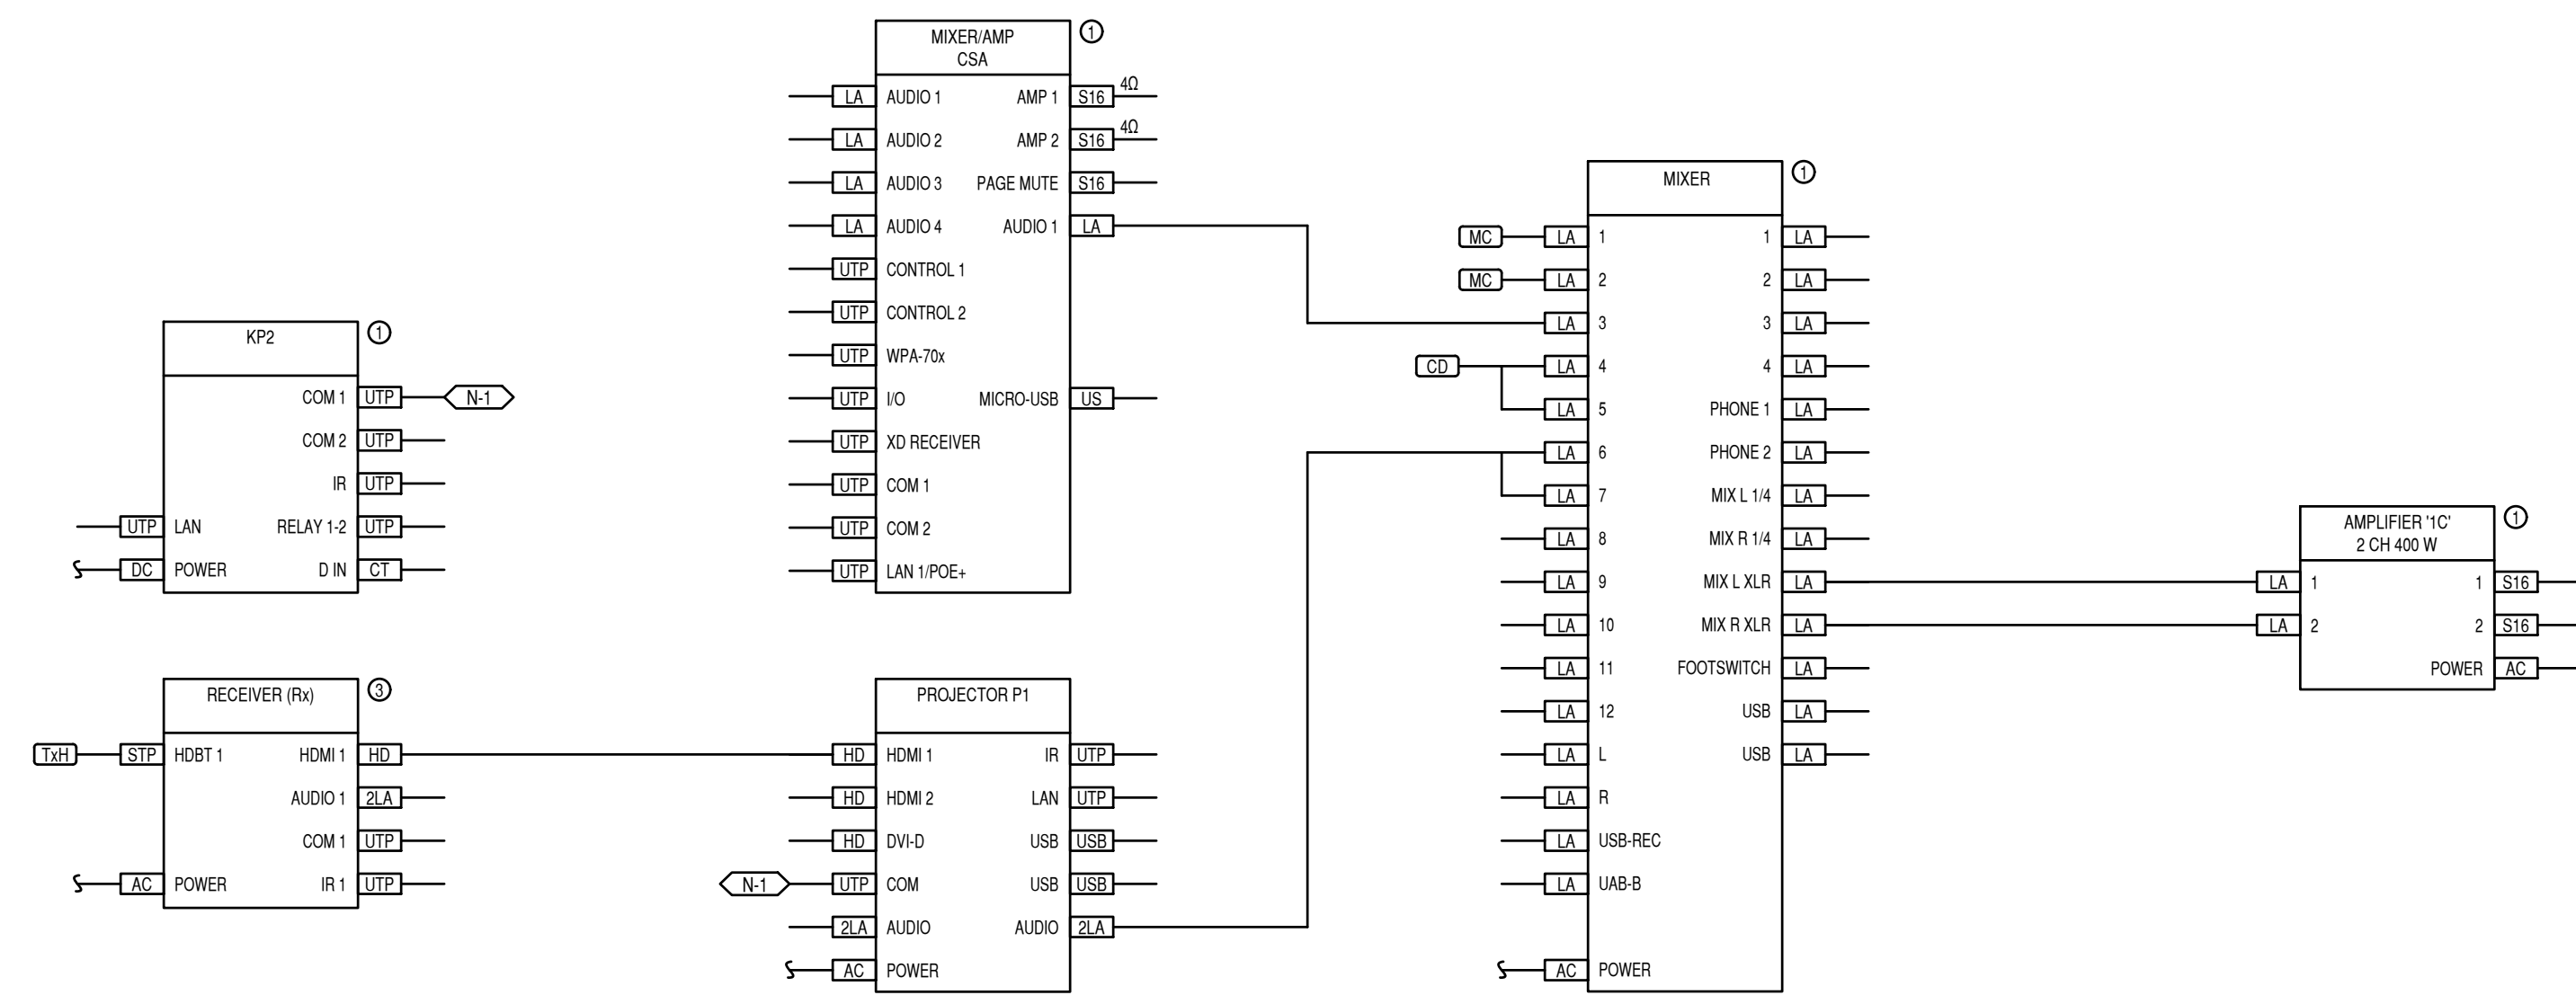 MIXER/AMP
CSA
1
LA AUDIO 1 AMP 1 S16 4Ω
LA AUDIO 2 AMP 2 S16 4Ω
LA AUDIO 3 PAGE MUTE S16
LA AUDIO 4 AUDIO 1 LA
UTP CONTROL 1
UTP CONTROL 2
UTP WPA-70x
UTP I/O MICRO-USB US
UTP XD RECEIVER
UTP COM 1
UTP COM 2
UTP LAN 1/POE+
KP2
1
COM 1 UTP N-1
COM 2 UTP
IR UTP
UTP LAN RELAY 1-2 UTP
DC POWER D IN CT
RECEIVER (Rx)
3
TxH STP HDBT 1 HDMI 1 HD
AUDIO 1 2LA
COM 1 UTP
AC POWER IR 1 UTP
PROJECTOR P1
HD HDMI 1 IR UTP
HD HDMI 2 LAN UTP
HD DVI-D USB USB
N-1 UTP COM USB USB
2LA AUDIO AUDIO 2LA
AC POWER
MIXER
1
MC LA 1 1 LA
MC LA 2 2 LA
LA 3 3 LA
CD LA 4 4 LA
LA 5 PHONE 1 LA
LA 6 PHONE 2 LA
LA 7 MIX L 1/4 LA
LA 8 MIX R 1/4 LA
LA 9 MIX L XLR LA
LA 10 MIX R XLR LA
LA 11 FOOTSWITCH LA
LA 12 USB LA
LA L USB LA
LA R
LA USB-REC
LA UAB-B
AC POWER
AMPLIFIER '1C'
2 CH 400 W
1
LA 1 1 S16
LA 2 2 S16
POWER AC